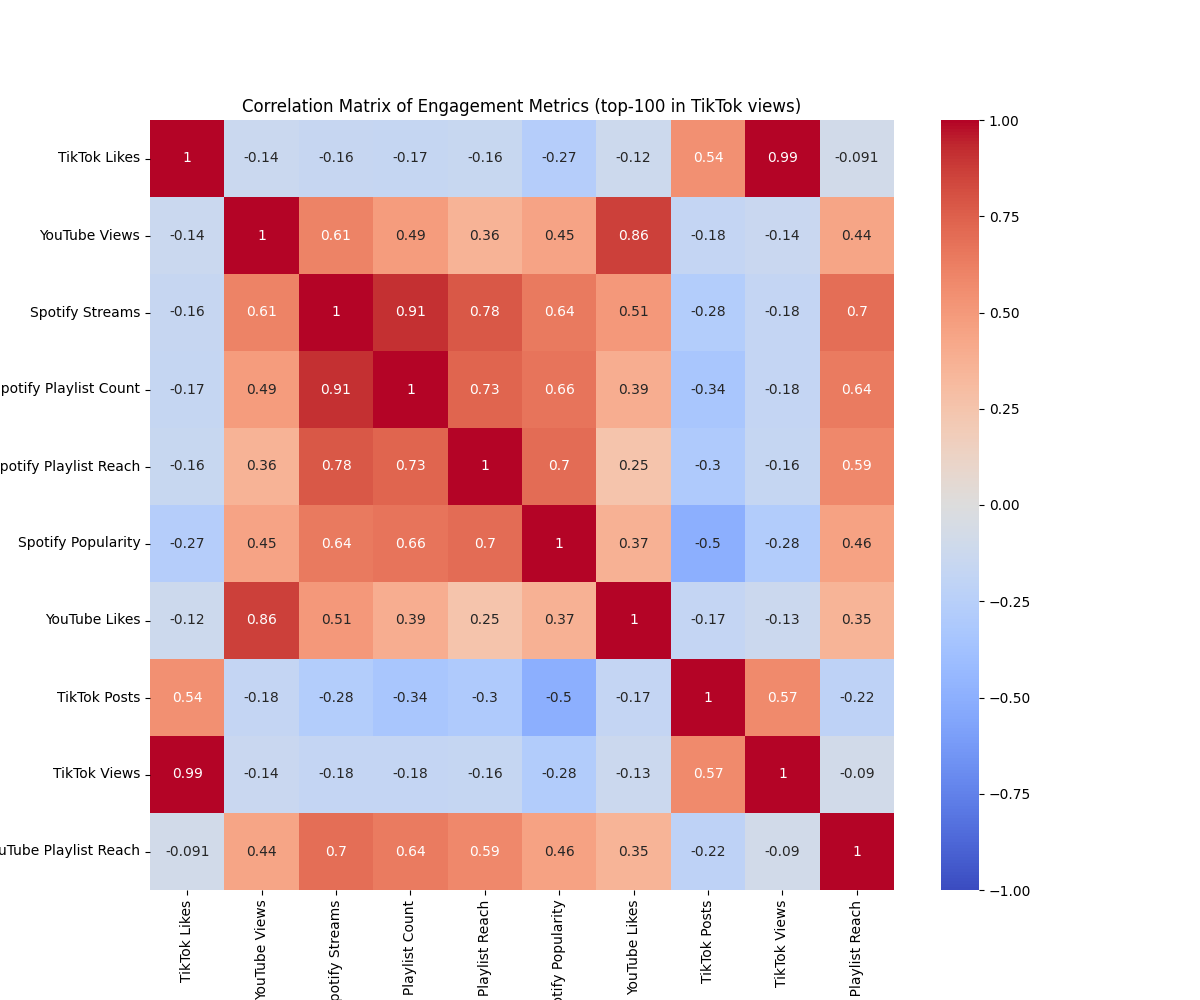 Correlation Matrix of Engagement Metrics (top-100 in TikTok views)
TikTok Likes 1 -0.14 -0.16 -0.17 -0.16 -0.27 -0.12 0.54 0.99 -0.091
YouTube Views -0.14 1 0.61 0.49 0.36 0.45 0.86 -0.18 -0.14 0.44
Spotify Streams -0.16 0.61 1 0.91 0.78 0.64 0.51 -0.28 -0.18 0.7
potify Playlist Count -0.17 0.49 0.91 1 0.73 0.66 0.39 -0.34 -0.18 0.64
potify Playlist Reach -0.16 0.36 0.78 0.73 1 0.7 0.25 -0.3 -0.16 0.59
Spotify Popularity -0.27 0.45 0.64 0.66 0.7 1 0.37 -0.5 -0.28 0.46
YouTube Likes -0.12 0.86 0.51 0.39 0.25 0.37 1 -0.17 -0.13 0.35
TikTok Posts 0.54 -0.18 -0.28 -0.34 -0.3 -0.5 -0.17 1 0.57 -0.22
TikTok Views 0.99 -0.14 -0.18 -0.18 -0.16 -0.28 -0.13 0.57 1 -0.09
uTube Playlist Reach -0.091 0.44 0.7 0.64 0.59 0.46 0.35 -0.22 -0.09 1
TikTok Likes
YouTube Views
potify Streams
Playlist Count
Playlist Reach
otify Popularity
YouTube Likes
TikTok Posts
TikTok Views
Playlist Reach
1.00
0.75
0.50
0.25
0.00
−0.25
−0.50
−0.75
−1.00